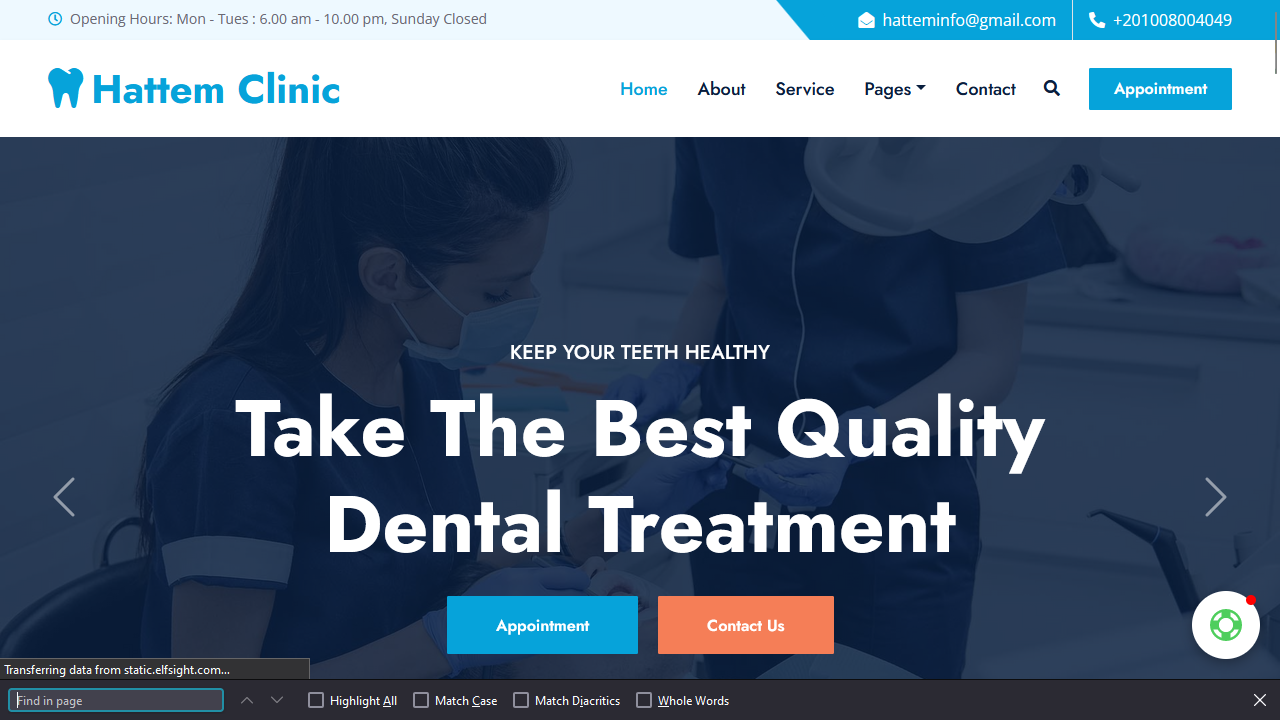 Opening Hours: Mon - Tues : 6.00 am - 10.00 pm, Sunday Closed
hatteminfo@gmail.com
+201008004049
Hattem Clinic
Home
About
Service
Pages
Contact
Appointment
KEEP YOUR TEETH HEALTHY
Take The Best Quality
Dental Treatment
Appointment
Contact Us
Transferring data from static.elfsight.com...
Find in page
Highlight All
Match Case
Match Diacritics
Whole Words